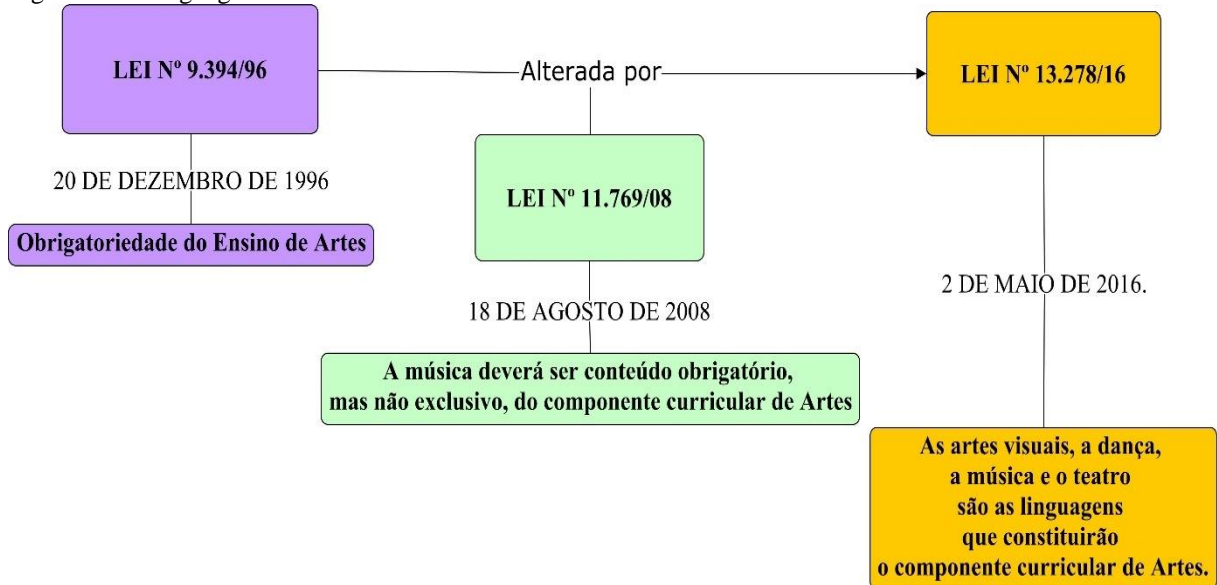 LEI Nº 9.394/96
Alterada por
LEI Nº 13.278/16
20 DE DEZEMBRO DE 1996
LEI Nº 11.769/08
Obrigatoriedade do Ensino de Artes
2 DE MAIO DE 2016.
18 DE AGOSTO DE 2008
A música deverá ser conteúdo obrigatório,
mas não exclusivo, do componente curricular de Artes
As artes visuais, a dança,
a música e o teatro
são as linguagens
que constituirão
o componente curricular de Artes.